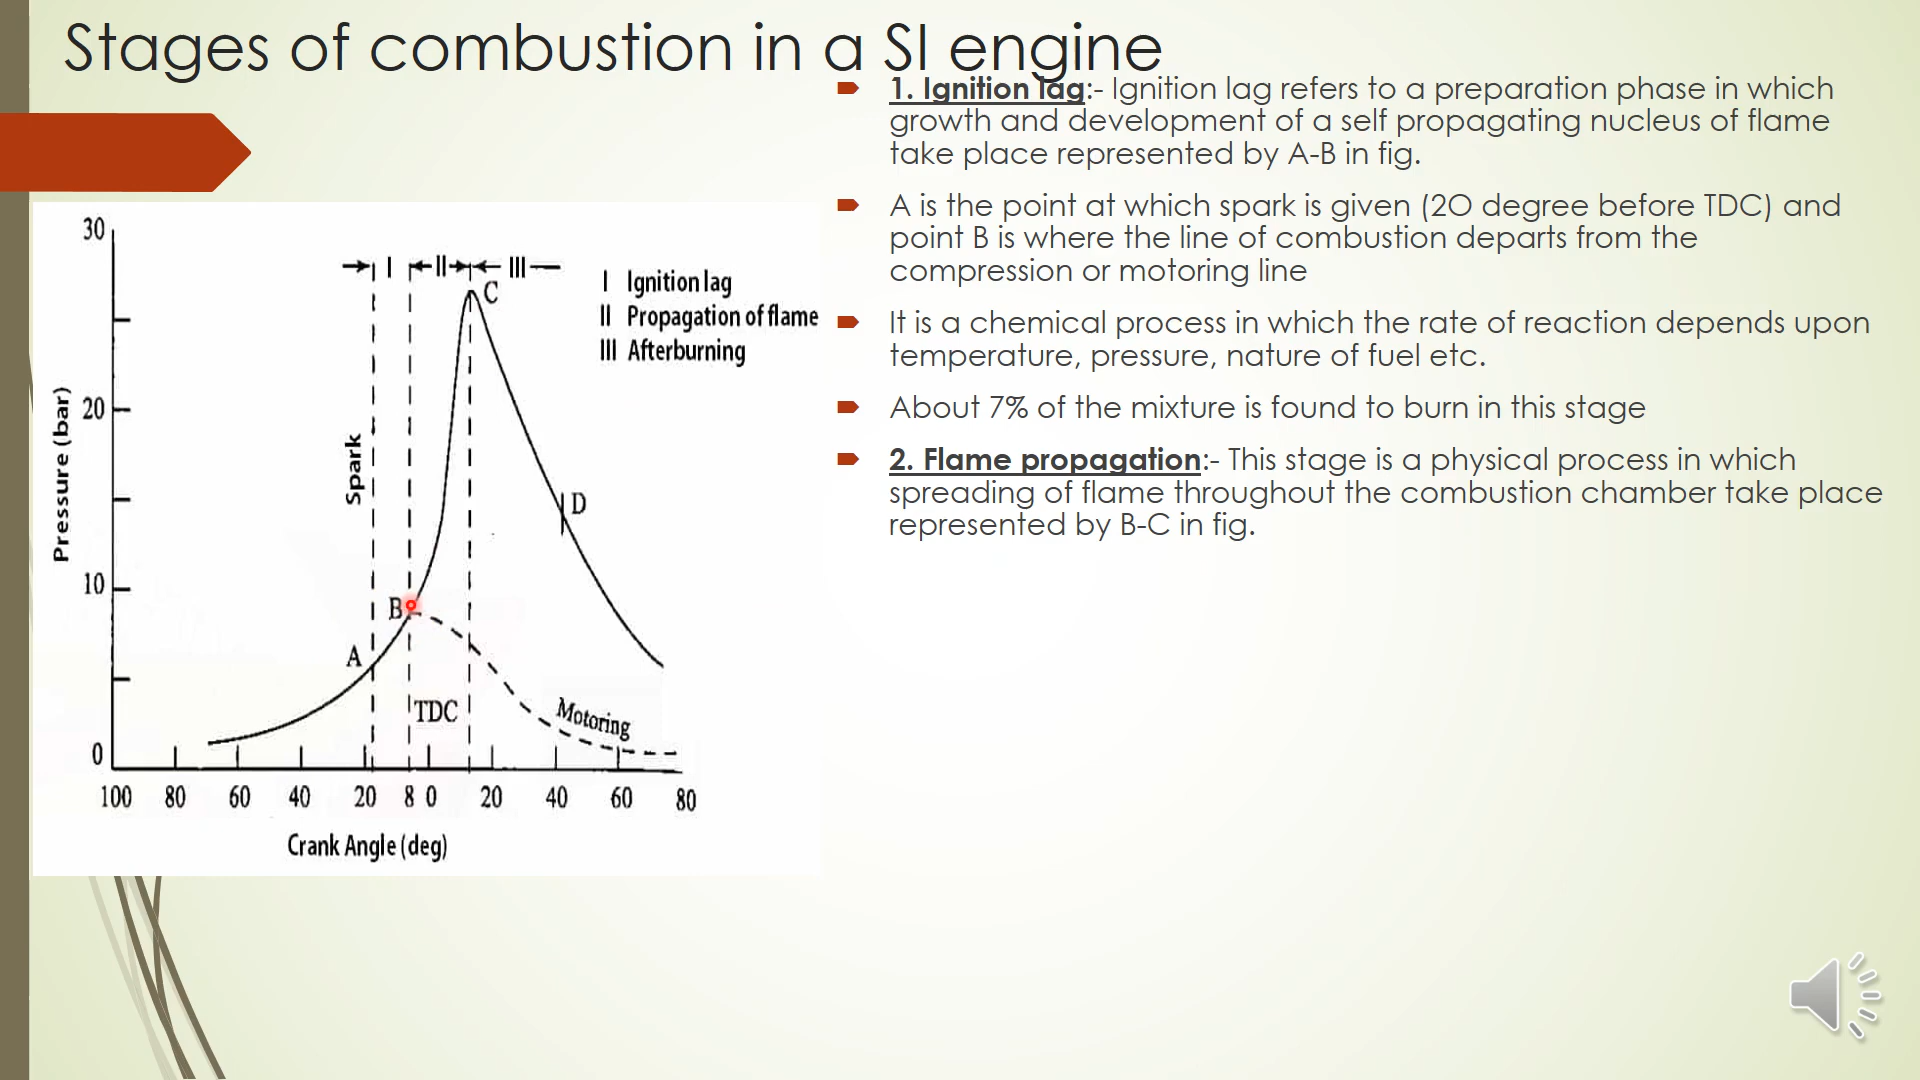 Stages of combustion in a SI engine
1. Ignition lag:- Ignition lag refers to a preparation phase in which
growth and development of a self propagating nucleus of flame
take place represented by A-B in fig.
A is the point at which spark is given (2O degree before TDC) and
point B is where the line of combustion departs from the
compression or motoring line
It is a chemical process in which the rate of reaction depends upon
temperature, pressure, nature of fuel etc.
About 7% of the mixture is found to burn in this stage
2. Flame propagation:- This stage is a physical process in which
spreading of flame throughout the combustion chamber take place
represented by B-C in fig.
30
20
10
0
Pressure (bar)
I II III
I Ignition lag
II Propagation of flame
III Afterburning
Spark
C
D
B
A
TDC
Motoring
100 80 60 40 20 8 0 20 40 60 80
Crank Angle (deg)